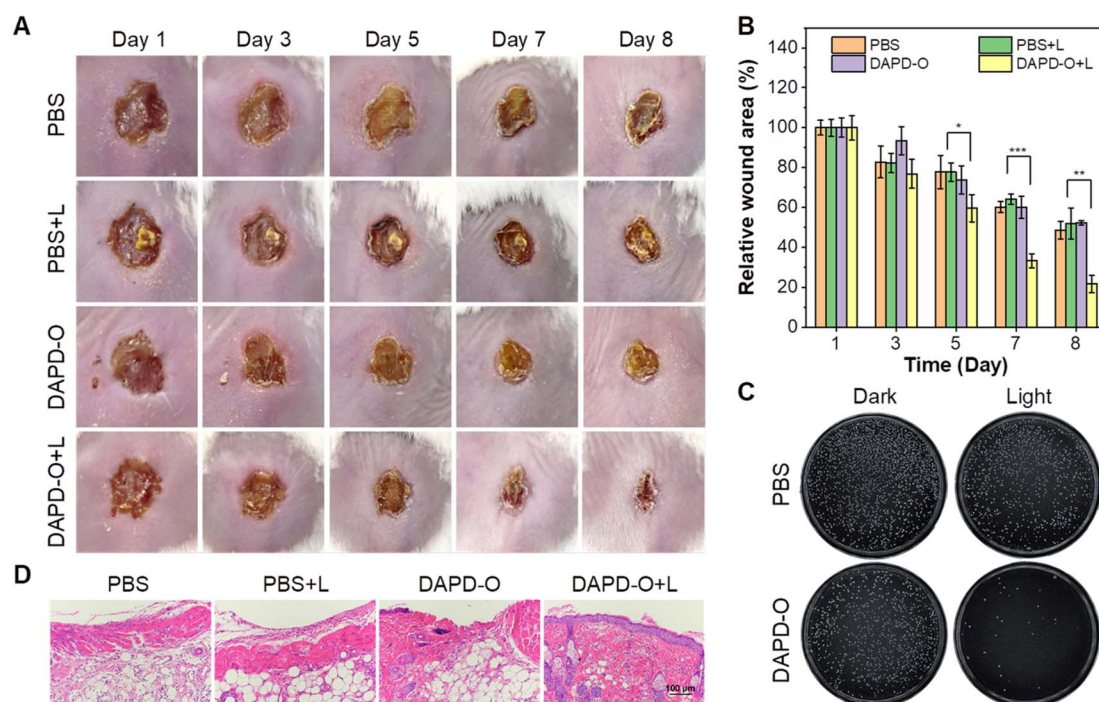 A
Day 1 Day 3 Day 5 Day 7 Day 8
PBS
PBS+L
DAPD-O
DAPD-O+L
B
Relative wound area (%)
140
120
100
80
60
40
20
0
PBS PBS+L
DAPD-O DAPD-O+L
*
***
**
1 3 5 7 8
Time (Day)
C
Dark Light
PBS
DAPD-O
D
PBS PBS+L DAPD-O DAPD-O+L
100 µm